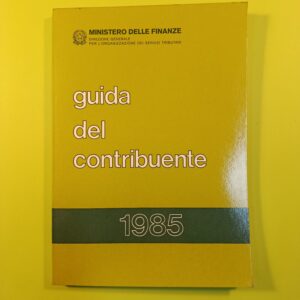 MINISTERO DELLE FINANZE
DIREZIONE GENERALE
PER L'ORGANIZZAZIONE DEI SERVIZI TRIBUTARI
guida
del
contribuente
1985